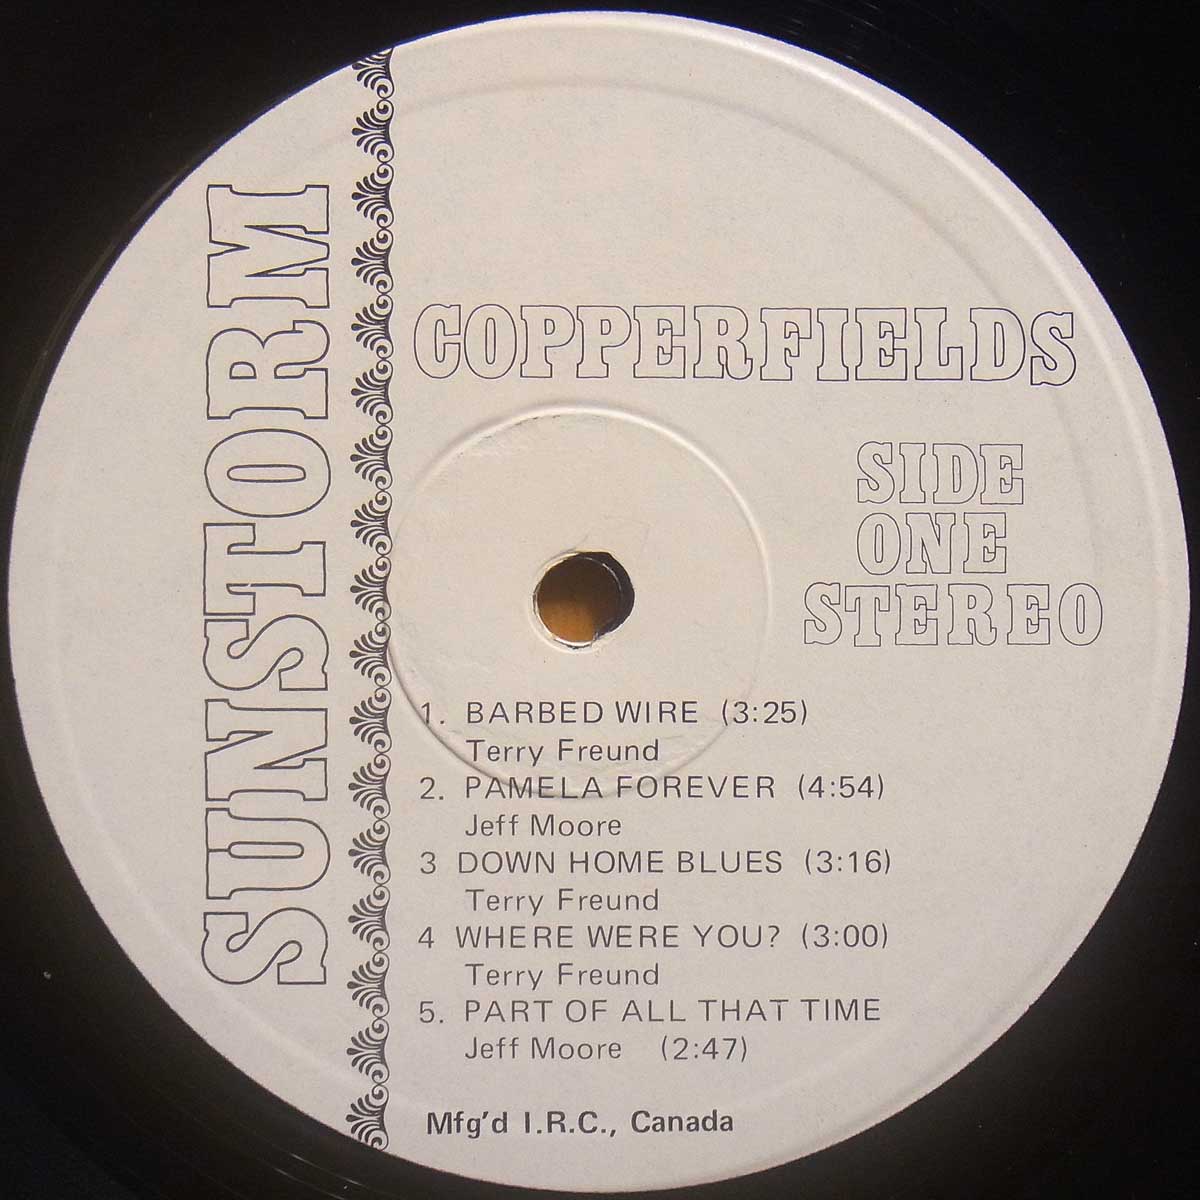 SUNSTORM
COPPERFIELDS
SIDE
ONE
STEREO
1. BARBED WIRE (3:25)
Terry Freund
2. PAMELA FOREVER (4:54)
Jeff Moore
3 DOWN HOME BLUES (3:16)
Terry Freund
4 WHERE WERE YOU? (3:00)
Terry Freund
5. PART OF ALL THAT TIME
Jeff Moore (2:47)
Mfg'd I.R.C., Canada